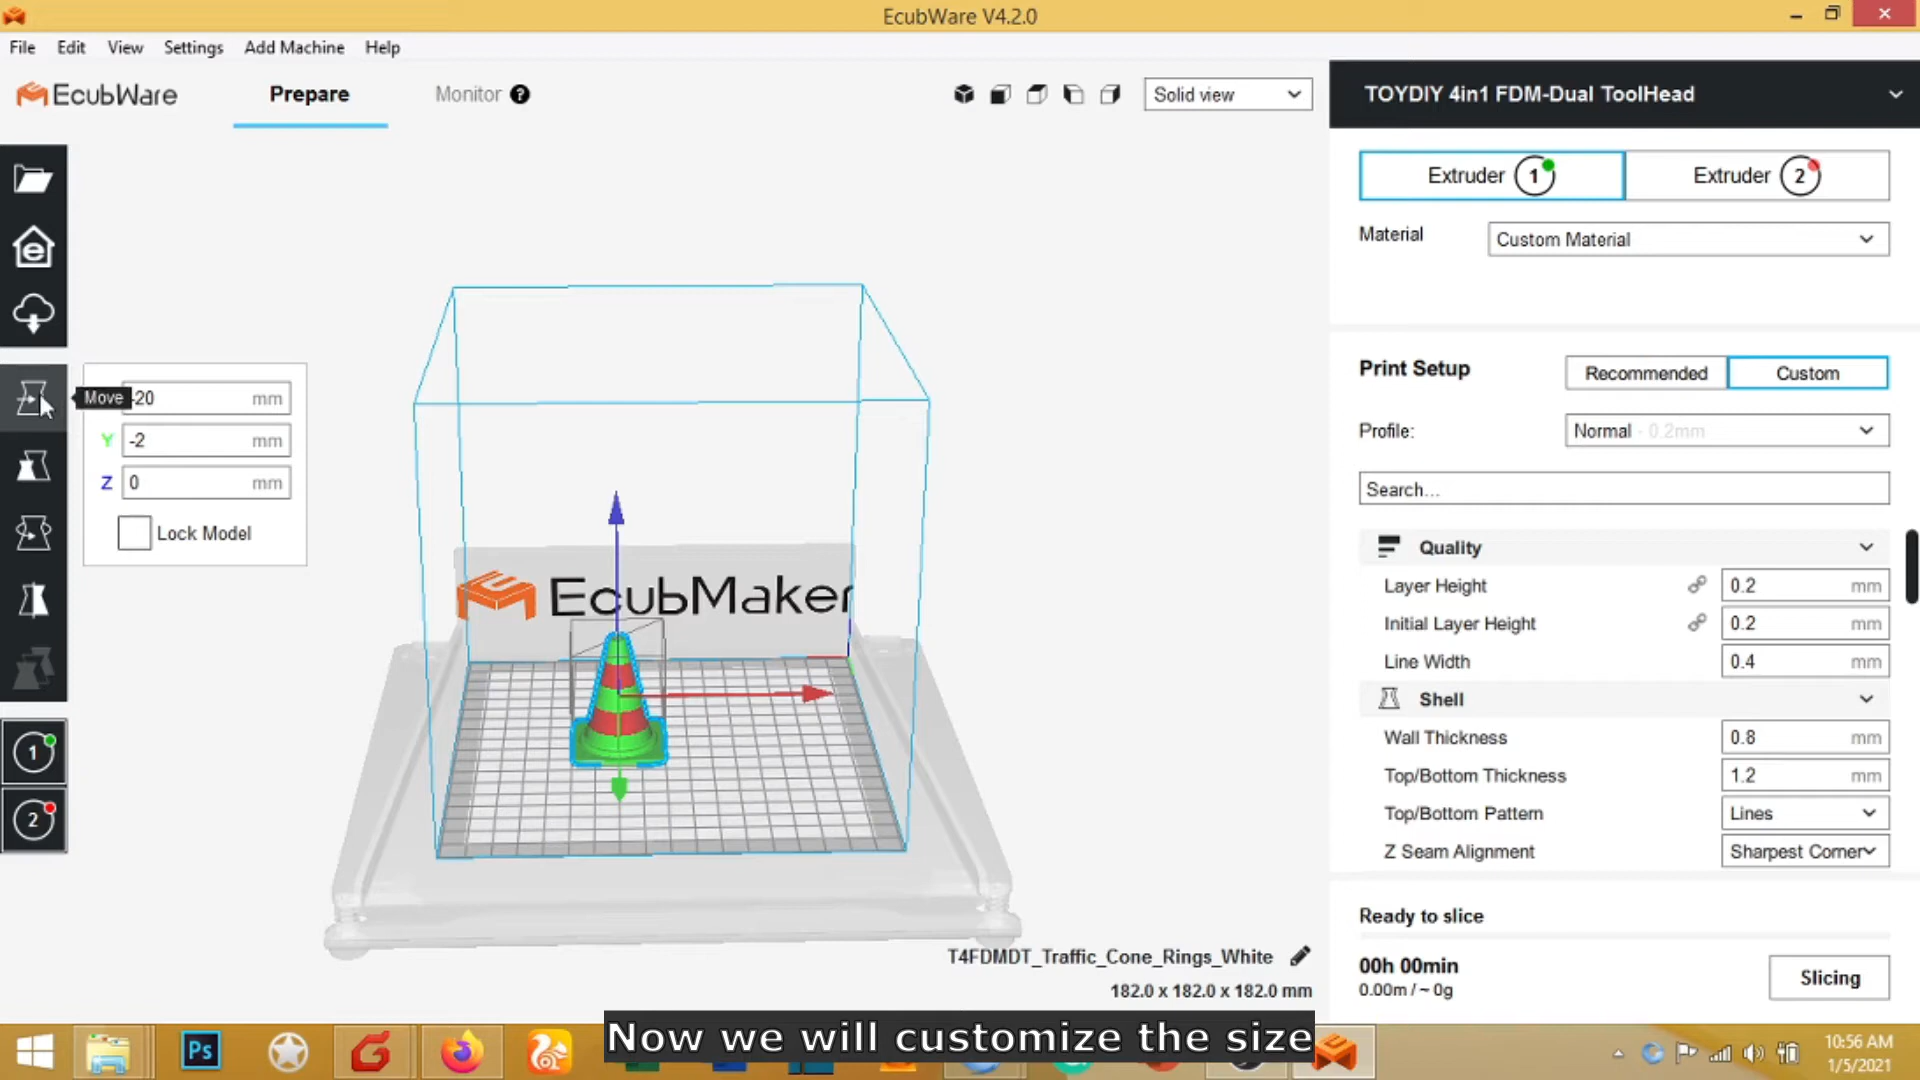 EcubWare V4.2.0
File Edit View Settings Add Machine Help
EcubWare Prepare Monitor ?
Solid view
TOYDIY 4in1 FDM-Dual ToolHead
Extruder 1 Extruder 2
Material Custom Material
Print Setup Recommended Custom
Profile: Normal - 0.2mm
Search...
Quality
Layer Height 0.2 mm
Initial Layer Height 0.2 mm
Line Width 0.4 mm
Shell
Wall Thickness 0.8 mm
Top/Bottom Thickness 1.2 mm
Top/Bottom Pattern Lines
Z Seam Alignment Sharpest Corner
Ready to slice
00h 00min
0.00m / ~ 0g
Slicing
Move -20 mm
Y -2 mm
Z 0 mm
Lock Model
1
2
EcubMaker
T4FDMDT_Traffic_Cone_Rings_White
182.0 x 182.0 x 182.0 mm
Now we will customize the size
Ps
10:56 AM
1/5/2021